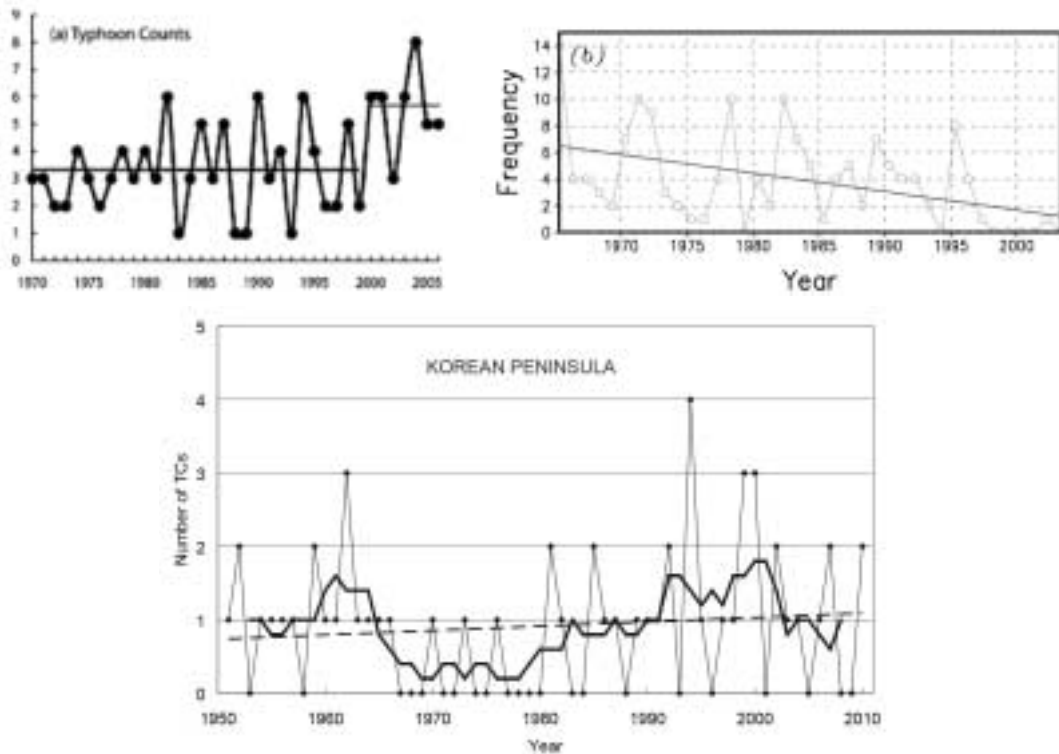 9
8
7
6
5
4
3
2
1
0
(a) Typhoon Counts
1970 1975 1980 1985 1990 1995 2000 2005
(b)
14
12
10
8
6
4
2
0
Frequency
1970 1975 1980 1985 1990 1995 2000
Year
KOREAN PENINSULA
5
4
3
2
1
0
Number of TCs
1950 1960 1970 1980 1990 2000 2010
Year